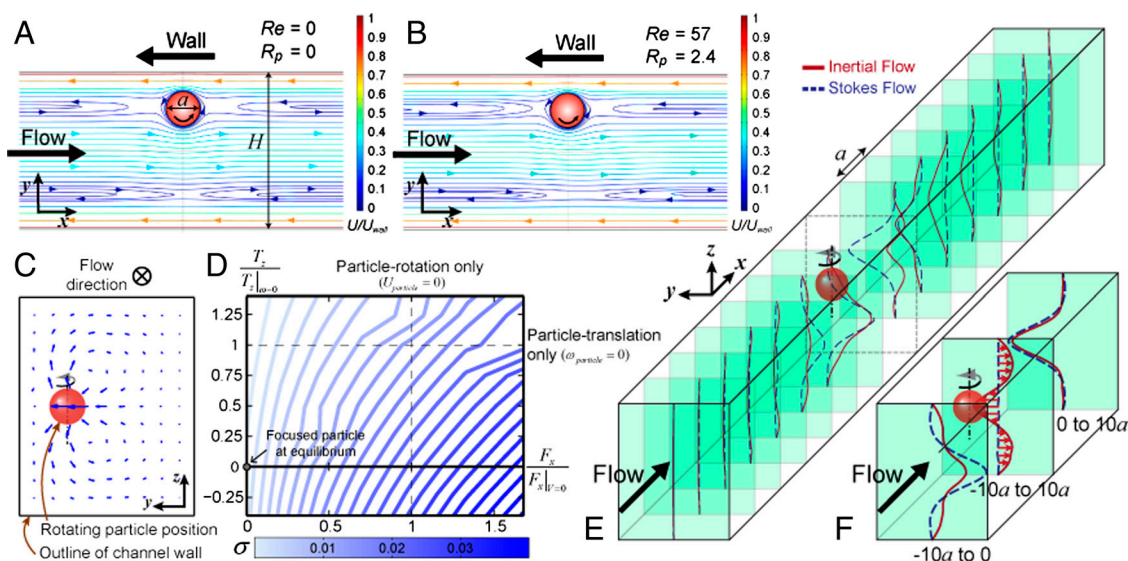 A
Wall
Re = 0
R_p = 0
1
0.9
0.8
0.7
0.6
0.5
0.4
0.3
0.2
0.1
0
U/U_wall
a
H
Flow
y
x
B
Wall
Re = 57
R_p = 2.4
1
0.9
0.8
0.7
0.6
0.5
0.4
0.3
0.2
0.1
0
U/U_wall
Flow
y
x
C
Flow
direction
z
y
Rotating particle position
Outline of channel wall
D
T_z
T_z|_ω=0
Particle-rotation only
(U_particle = 0)
Particle-translation
only (ω_particle = 0)
1.25
1
0.75
0.5
0.25
0
−0.25
Focused particle
at equilibrium
F_x
F_x|_V=0
0
0.5
1
1.5
σ
0.01
0.02
0.03
E
Inertial Flow
Stokes Flow
a
z
x
y
Flow
F
Flow
0 to 10a
-10a to 10a
-10a to 0